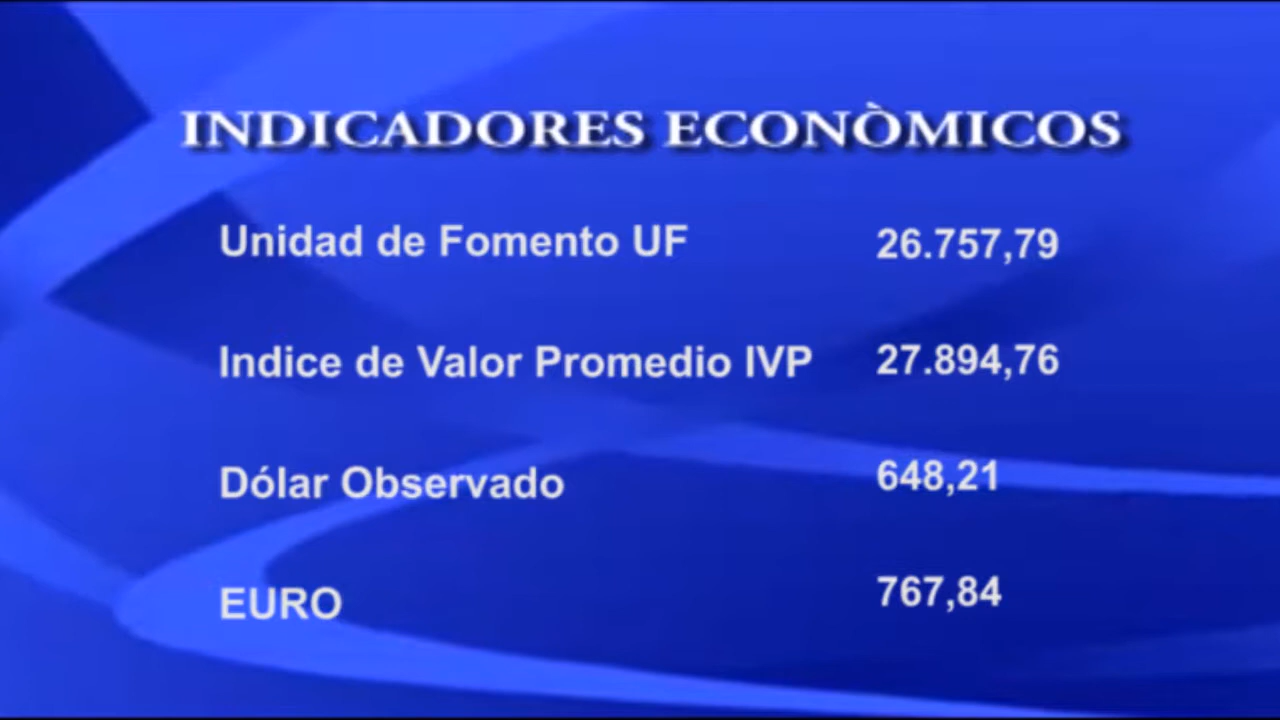 INDICADORES ECONÒMICOS
Unidad de Fomento UF 26.757,79
Indice de Valor Promedio IVP 27.894,76
Dólar Observado 648,21
EURO 767,84